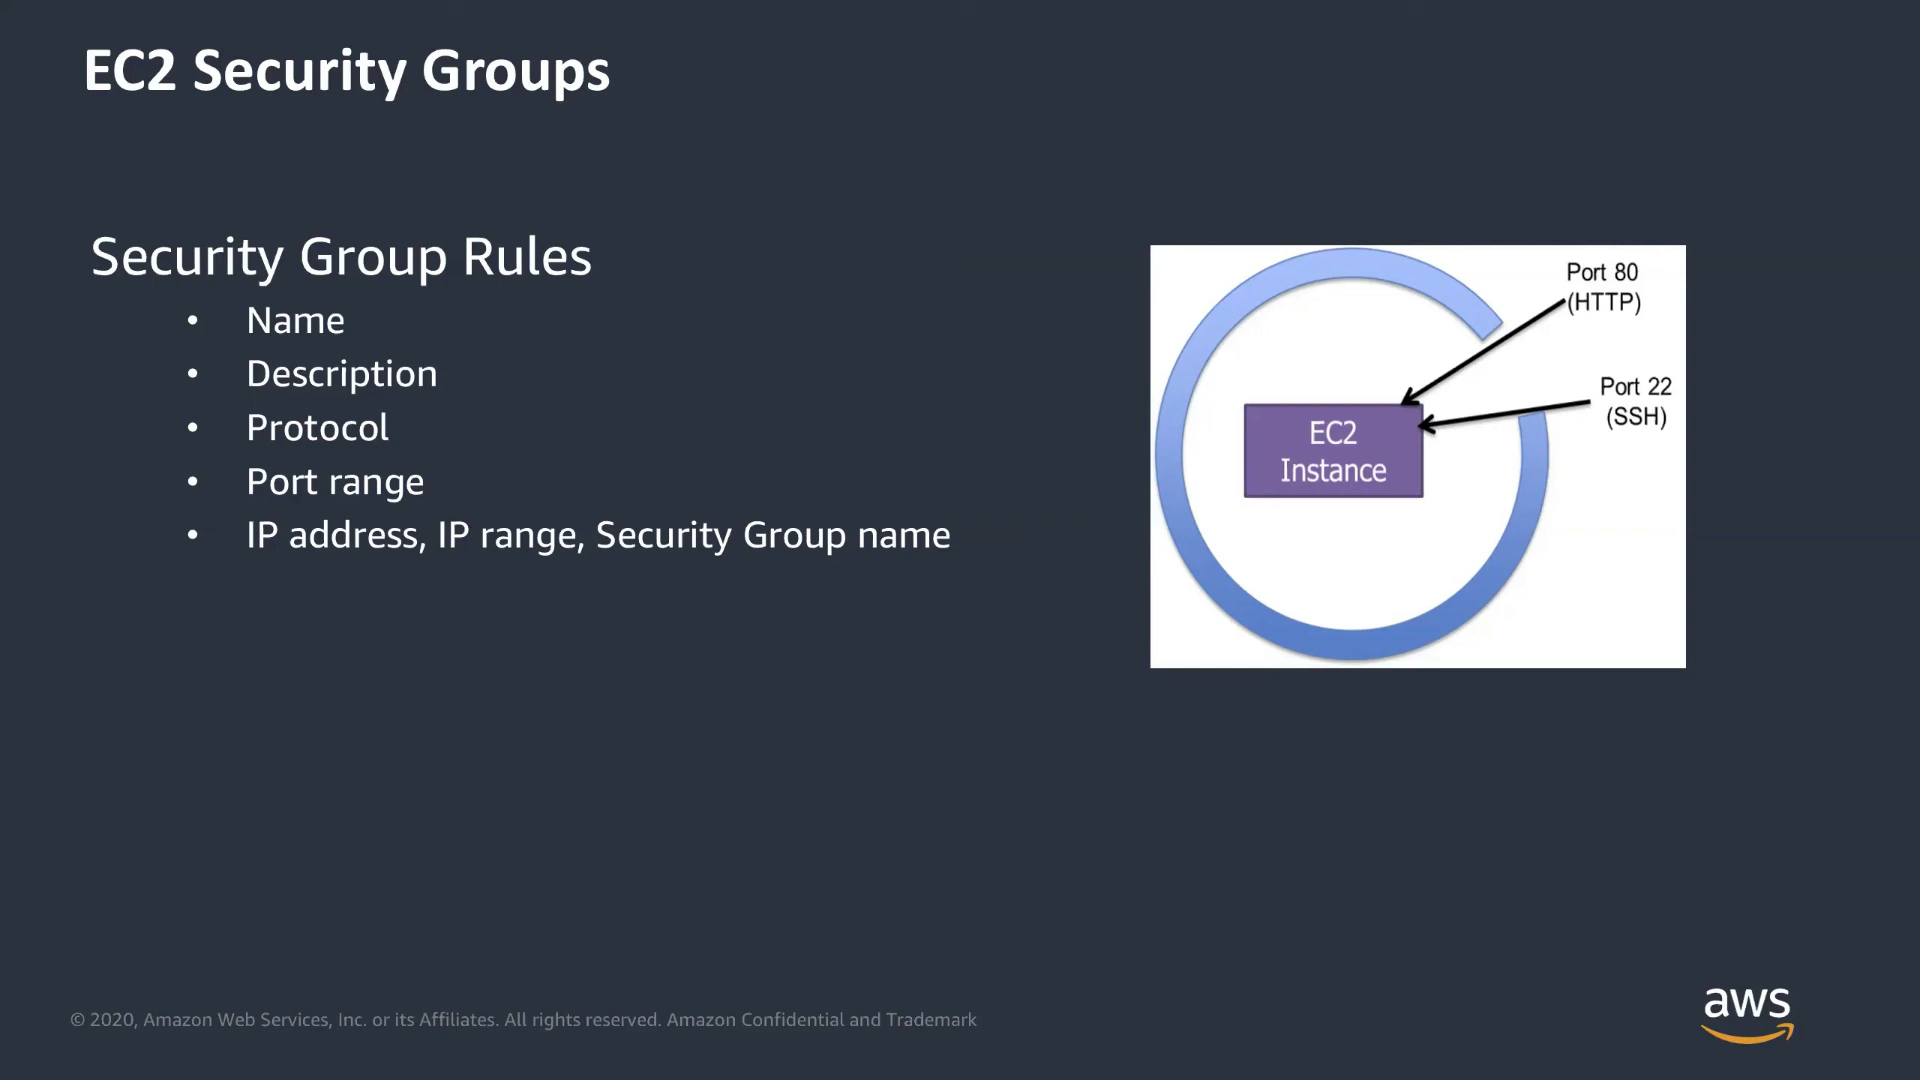 EC2 Security Groups
Security Group Rules
• Name
• Description
• Protocol
• Port range
• IP address, IP range, Security Group name
Port 80
(HTTP)
Port 22
(SSH)
EC2
Instance
© 2020, Amazon Web Services, Inc. or its Affiliates. All rights reserved. Amazon Confidential and Trademark
aws